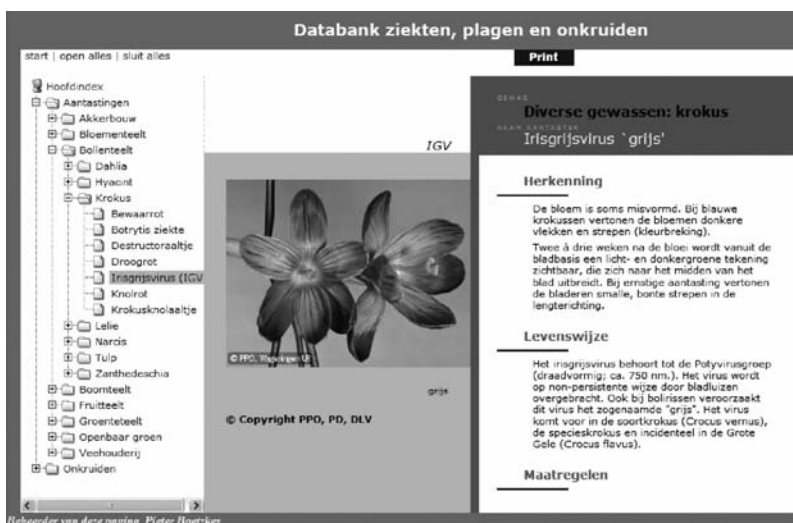 Databank ziekten, plagen en onkruiden
start | open alles | sluit alles
Print
Hoofdindex
Aantastingen
Akkerbouw
Bloementeelt
Bollenteelt
Dahlia
Hyacint
Krokus
Bewaarrot
Botrytis ziekte
Destructoraaltje
Droogrot
Irisgrijsvirus (IGV
Knolrot
Krokusknolaaltje
Lelie
Narcis
Tulp
Zanthedeschia
Boomteelt
Fruitteelt
Groenteteelt
Openbaar groen
Veehouderij
Onkruiden
Beheerder van deze pagina
IGV
© PPO, Wageningen UR
grijs
© Copyright PPO, PD, DLV
GEWAS
Diverse gewassen: krokus
NAAM AANTASTER
Irisgrijsvirus `grijs'
Herkenning
De bloem is soms misvormd. Bij blauwe
krokussen vertonen de bloemen donkere
vlekken en strepen (kleurbreking).
Twee à drie weken na de bloei wordt vanuit de
bladbasis een licht- en donkergroene tekening
zichtbaar, die zich naar het midden van het
blad uitbreidt. Bij ernstige aantasting vertonen
de bladeren smalle, bonte strepen in de
lengterichting.
Levenswijze
Het irisgrijsvirus behoort tot de Potyvirusgroep
(draadvormig; ca. 750 nm.). Het virus wordt
op non-persistente wijze door bladluizen
overgebracht. Ook bij bolirissen veroorzaakt
dit virus het zogenaamde "grijs". Het virus
komt voor in de soortkrokus (Crocus vernus),
de specieskrokus en incidenteel in de Grote
Gele (Crocus flavus).
Maatregelen